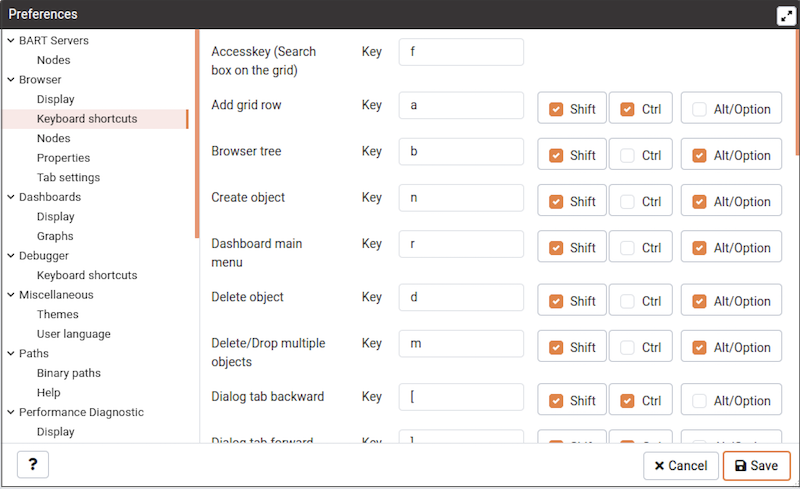 Preferences
BART Servers
Nodes
Browser
Display
Keyboard shortcuts
Nodes
Properties
Tab settings
Dashboards
Display
Graphs
Debugger
Keyboard shortcuts
Miscellaneous
Themes
User language
Paths
Binary paths
Help
Performance Diagnostic
Display
Accesskey (Search
box on the grid)
Key
f
Add grid row
Key
a
Shift
Ctrl
Alt/Option
Browser tree
Key
b
Shift
Ctrl
Alt/Option
Create object
Key
n
Shift
Ctrl
Alt/Option
Dashboard main
menu
Key
r
Shift
Ctrl
Alt/Option
Delete object
Key
d
Shift
Ctrl
Alt/Option
Delete/Drop multiple
objects
Key
m
Shift
Ctrl
Alt/Option
Dialog tab backward
Key
[
Shift
Ctrl
Alt/Option
Dialog tab forward
Key
]
Shift
Ctrl
Alt/Option
?
Cancel
Save